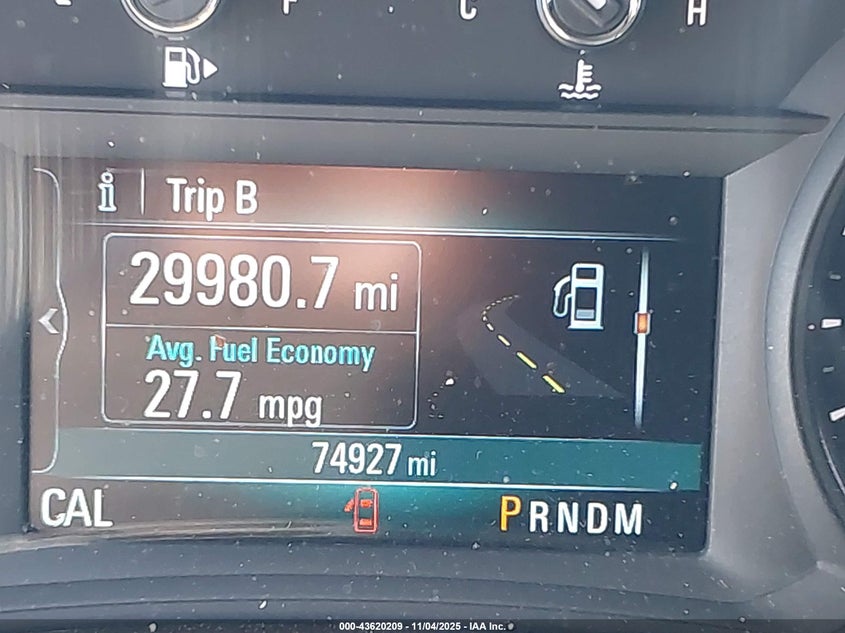 F C H
i Trip B
29980.7 mi
Avg. Fuel Economy
27.7 mpg
74927 mi
CAL PRNDM
000-43620209 - 11/04/2025 - IAA Inc.